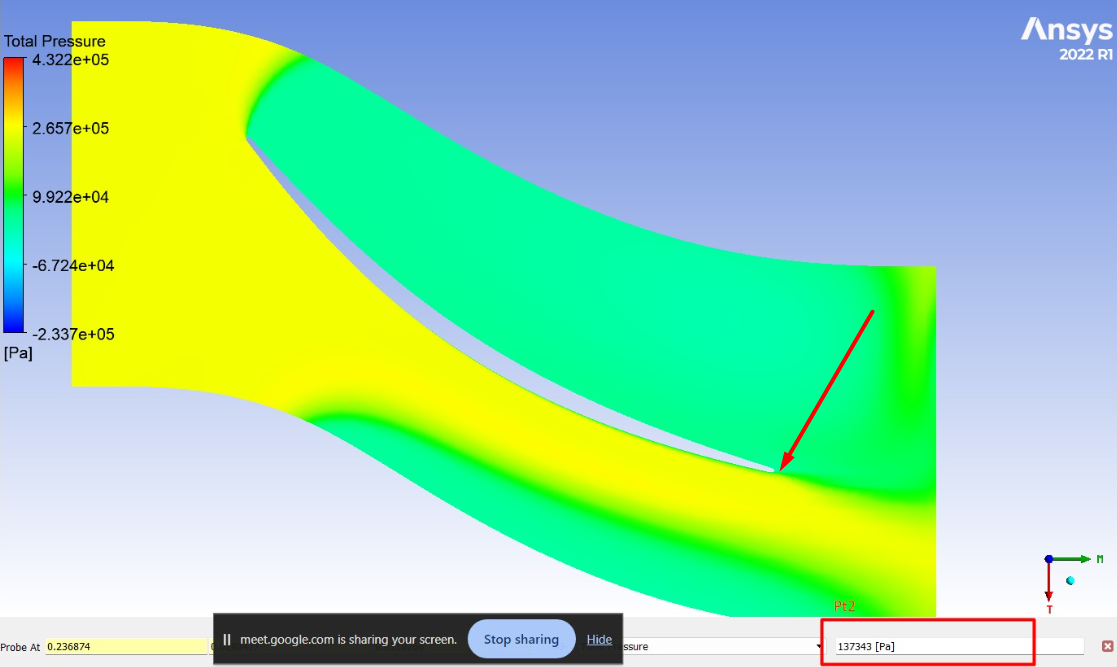 Total Pressure
4.322e+05
2.657e+05
9.922e+04
-6.724e+04
-2.337e+05
[Pa]
Ansys
2022 R1
M
T
Pt2
meet.google.com is sharing your screen.
Stop sharing
Hide
Probe At
0.236874
ssure
137343 [Pa]